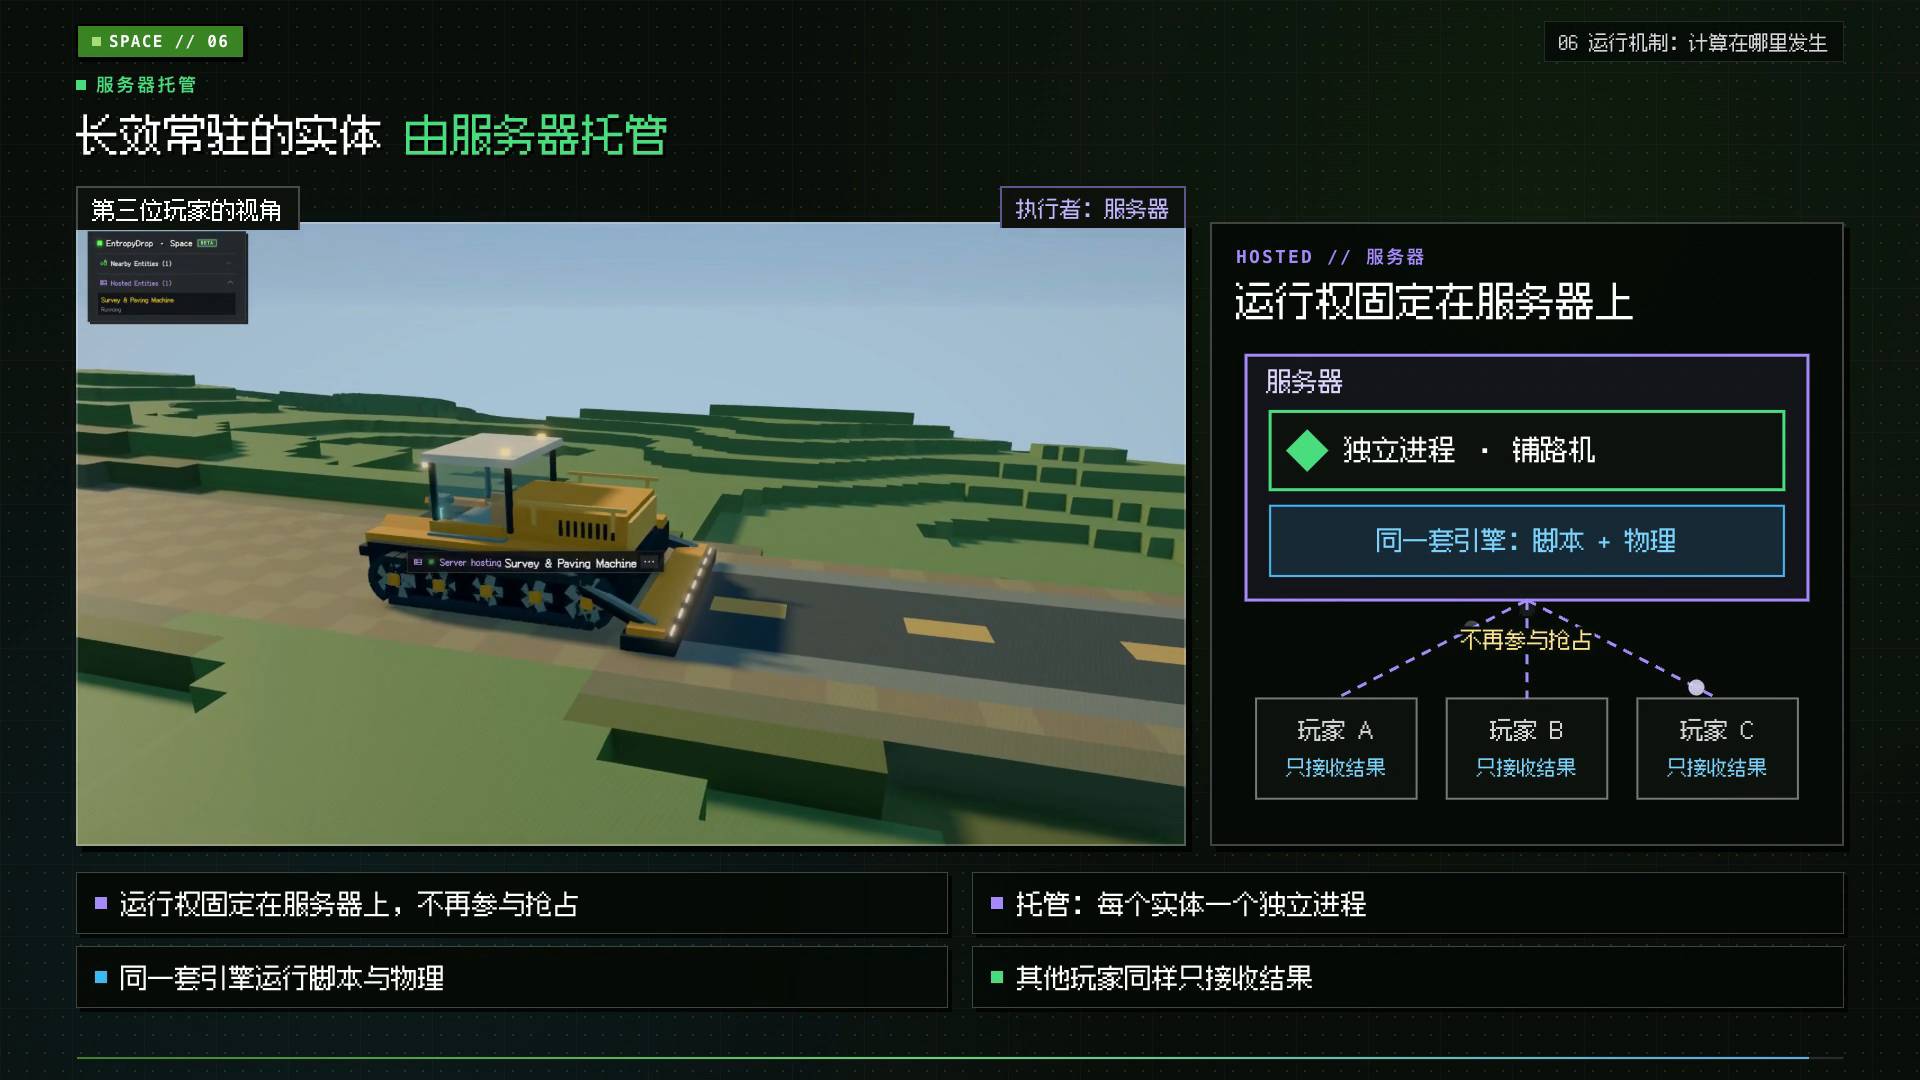 SPACE // 06
06 运行机制：计算在哪里发生
服务器托管
长效常驻的实体 由服务器托管
第三位玩家的视角
执行者：服务器
EntropyDrop · Space BETA
Nearby Entities (1)
Hosted Entities (1)
Survey & Paving Machine
Running
Server hosting Survey & Paving Machine ···
HOSTED // 服务器
运行权固定在服务器上
服务器
独立进程 · 铺路机
同一套引擎：脚本 + 物理
不再参与抢占
玩家 A
只接收结果
玩家 B
只接收结果
玩家 C
只接收结果
运行权固定在服务器上，不再参与抢占
托管：每个实体一个独立进程
同一套引擎运行脚本与物理
其他玩家同样只接收结果